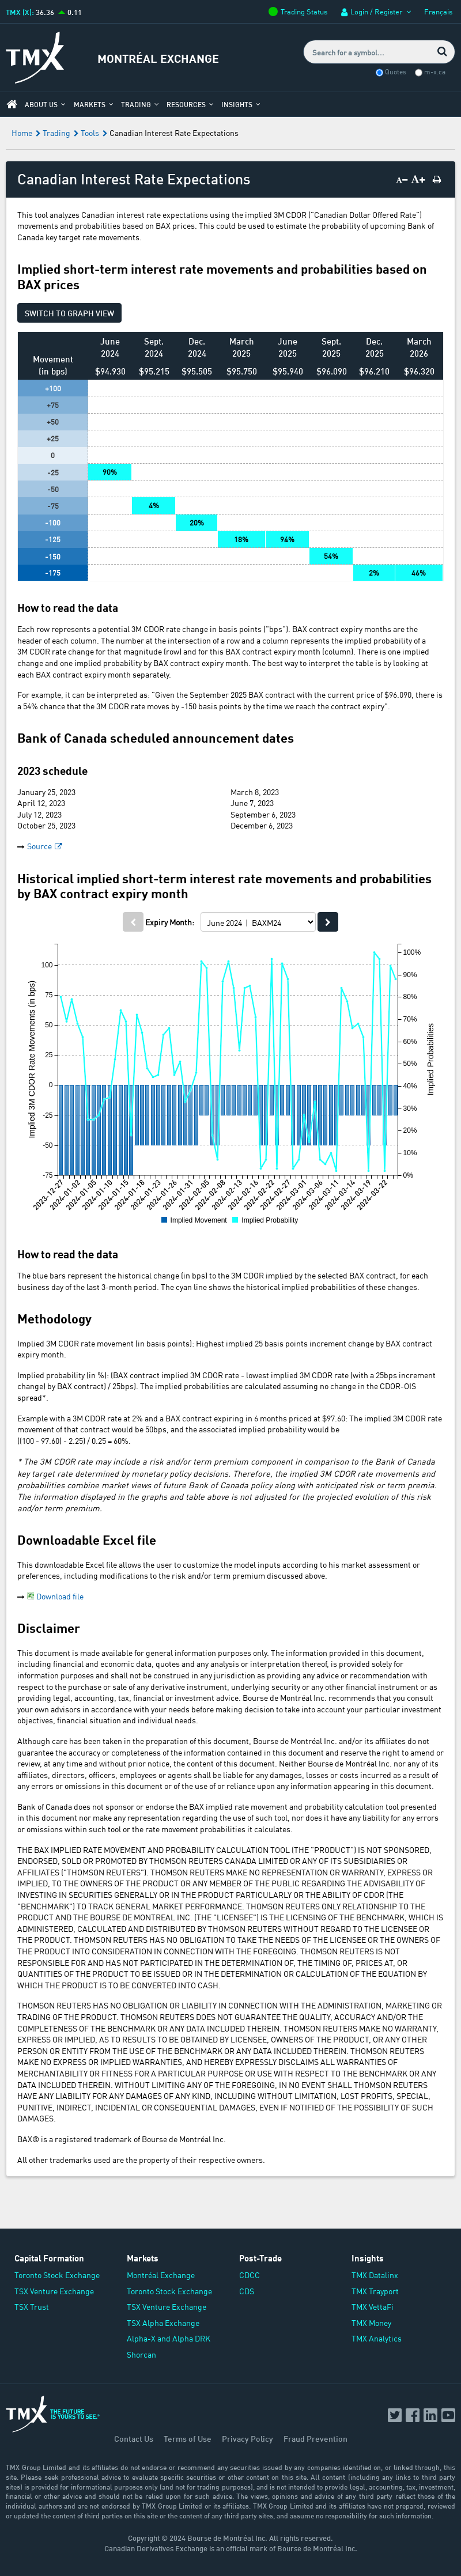 TMX (X): 36.36 0.11
Trading Status
Login / Register
Français
TMX
MONTRÉAL EXCHANGE
Search for a symbol...
Quotes m-x.ca
ABOUT US MARKETS TRADING RESOURCES INSIGHTS
Home Trading Tools Canadian Interest Rate Expectations
Canadian Interest Rate Expectations
A− A+
This tool analyzes Canadian interest rate expectations using the implied 3M CDOR ("Canadian Dollar Offered Rate")
movements and probabilities based on BAX prices. This could be used to estimate the probability of upcoming Bank of
Canada key target rate movements.
Implied short-term interest rate movements and probabilities based on
BAX prices
SWITCH TO GRAPH VIEW
Movement (in bps) June 2024 Sept. 2024 Dec. 2024 March 2025 June 2025 Sept. 2025 Dec. 2025 March 2026
$94.930 $95.215 $95.505 $95.750 $95.940 $96.090 $96.210 $96.320
+100
+75
+50
+25
0
-25 90%
-50
-75 4%
-100 20%
-125 18% 94%
-150 54%
-175 2% 46%
How to read the data
Each row represents a potential 3M CDOR rate change in basis points ("bps"). BAX contract expiry months are the
header of each column. The number at the intersection of a row and a column represents the implied probability of a
3M CDOR rate change for that magnitude (row) and for this BAX contract expiry month (column). There is one implied
change and one implied probability by BAX contract expiry month. The best way to interpret the table is by looking at
each BAX contract expiry month separately.
For example, it can be interpreted as: "Given the September 2025 BAX contract with the current price of $96.090, there is
a 54% chance that the 3M CDOR rate moves by -150 basis points by the time we reach the contract expiry".
Bank of Canada scheduled announcement dates
2023 schedule
January 25, 2023
April 12, 2023
July 12, 2023
October 25, 2023
March 8, 2023
June 7, 2023
September 6, 2023
December 6, 2023
Source
Historical implied short-term interest rate movements and probabilities
by BAX contract expiry month
Expiry Month: June 2024 | BAXM24
Implied 3M CDOR Rate Movements (in bps)
100
75
50
25
0
-25
-50
-75
100%
90%
80%
70%
60%
50%
40%
30%
20%
10%
0%
Implied Probabilities
2023-12-27
2024-01-02
2024-01-05
2024-01-10
2024-01-15
2024-01-18
2024-01-23
2024-01-26
2024-01-31
2024-02-05
2024-02-08
2024-02-13
2024-02-16
2024-02-22
2024-02-27
2024-03-01
2024-03-06
2024-03-11
2024-03-14
2024-03-19
2024-03-22
Implied Movement Implied Probability
How to read the data
The blue bars represent the historical change (in bps) to the 3M CDOR implied by the selected BAX contract, for each
business day of the last 3-month period. The cyan line shows the historical implied probabilities of these changes.
Methodology
Implied 3M CDOR rate movement (in basis points): Highest implied 25 basis points increment change by BAX contract
expiry month.
Implied probability (in %): (BAX contract implied 3M CDOR rate - lowest implied 3M CDOR rate (with a 25bps increment
change) by BAX contract) / 25bps). The implied probabilities are calculated assuming no change in the CDOR-OIS
spread*.
Example with a 3M CDOR rate at 2% and a BAX contract expiring in 6 months priced at $97.60: The implied 3M CDOR rate
movement of that contract would be 50bps, and the associated implied probability would be
((100 - 97.60) - 2.25) / 0.25 = 60%.
* The 3M CDOR rate may include a risk and/or term premium component in comparison to the Bank of Canada
key target rate determined by monetary policy decisions. Therefore, the implied 3M CDOR rate movements and
probabilities combine market views of future Bank of Canada policy along with anticipated risk or term premia.
The information displayed in the graphs and table above is not adjusted for the projected evolution of this risk
and/or term premium.
Downloadable Excel file
This downloadable Excel file allows the user to customize the model inputs according to his market assessment or
preferences, including modifications to the risk and/or term premium discussed above.
Download file
Disclaimer
This document is made available for general information purposes only. The information provided in this document,
including financial and economic data, quotes and any analysis or interpretation thereof, is provided solely for
information purposes and shall not be construed in any jurisdiction as providing any advice or recommendation with
respect to the purchase or sale of any derivative instrument, underlying security or any other financial instrument or as
providing legal, accounting, tax, financial or investment advice. Bourse de Montréal Inc. recommends that you consult
your own advisors in accordance with your needs before making decision to take into account your particular investment
objectives, financial situation and individual needs.
Although care has been taken in the preparation of this document, Bourse de Montréal Inc. and/or its affiliates do not
guarantee the accuracy or completeness of the information contained in this document and reserve the right to amend or
review, at any time and without prior notice, the content of this document. Neither Bourse de Montréal Inc. nor any of its
affiliates, directors, officers, employees or agents shall be liable for any damages, losses or costs incurred as a result of
any errors or omissions in this document or of the use of or reliance upon any information appearing in this document.
Bank of Canada does not sponsor or endorse the BAX implied rate movement and probability calculation tool presented
in this document nor make any representation regarding the use of such tool, nor does it have any liability for any errors
or omissions within such tool or the rate movement probabilities it calculates.
THE BAX IMPLIED RATE MOVEMENT AND PROBABILITY CALCULATION TOOL (THE "PRODUCT") IS NOT SPONSORED,
ENDORSED, SOLD OR PROMOTED BY THOMSON REUTERS CANADA LIMITED OR ANY OF ITS SUBSIDIARIES OR
AFFILIATES ("THOMSON REUTERS"). THOMSON REUTERS MAKE NO REPRESENTATION OR WARRANTY, EXPRESS OR
IMPLIED, TO THE OWNERS OF THE PRODUCT OR ANY MEMBER OF THE PUBLIC REGARDING THE ADVISABILITY OF
INVESTING IN SECURITIES GENERALLY OR IN THE PRODUCT PARTICULARLY OR THE ABILITY OF CDOR (THE
"BENCHMARK") TO TRACK GENERAL MARKET PERFORMANCE. THOMSON REUTERS ONLY RELATIONSHIP TO THE
PRODUCT AND THE BOURSE DE MONTREAL INC. (THE "LICENSEE") IS THE LICENSING OF THE BENCHMARK, WHICH IS
ADMINISTERED, CALCULATED AND DISTRIBUTED BY THOMSON REUTERS WITHOUT REGARD TO THE LICENSEE OR
THE PRODUCT. THOMSON REUTERS HAS NO OBLIGATION TO TAKE THE NEEDS OF THE LICENSEE OR THE OWNERS OF
THE PRODUCT INTO CONSIDERATION IN CONNECTION WITH THE FOREGOING. THOMSON REUTERS IS NOT
RESPONSIBLE FOR AND HAS NOT PARTICIPATED IN THE DETERMINATION OF, THE TIMING OF, PRICES AT, OR
QUANTITIES OF THE PRODUCT TO BE ISSUED OR IN THE DETERMINATION OR CALCULATION OF THE EQUATION BY
WHICH THE PRODUCT IS TO BE CONVERTED INTO CASH.
THOMSON REUTERS HAS NO OBLIGATION OR LIABILITY IN CONNECTION WITH THE ADMINISTRATION, MARKETING OR
TRADING OF THE PRODUCT. THOMSON REUTERS DOES NOT GUARANTEE THE QUALITY, ACCURACY AND/OR THE
COMPLETENESS OF THE BENCHMARK OR ANY DATA INCLUDED THEREIN. THOMSON REUTERS MAKE NO WARRANTY,
EXPRESS OR IMPLIED, AS TO RESULTS TO BE OBTAINED BY LICENSEE, OWNERS OF THE PRODUCT, OR ANY OTHER
PERSON OR ENTITY FROM THE USE OF THE BENCHMARK OR ANY DATA INCLUDED THEREIN. THOMSON REUTERS
MAKE NO EXPRESS OR IMPLIED WARRANTIES, AND HEREBY EXPRESSLY DISCLAIMS ALL WARRANTIES OF
MERCHANTABILITY OR FITNESS FOR A PARTICULAR PURPOSE OR USE WITH RESPECT TO THE BENCHMARK OR ANY
DATA INCLUDED THEREIN. WITHOUT LIMITING ANY OF THE FOREGOING, IN NO EVENT SHALL THOMSON REUTERS
HAVE ANY LIABILITY FOR ANY DAMAGES OF ANY KIND, INCLUDING WITHOUT LIMITATION, LOST PROFITS, SPECIAL,
PUNITIVE, INDIRECT, INCIDENTAL OR CONSEQUENTIAL DAMAGES, EVEN IF NOTIFIED OF THE POSSIBILITY OF SUCH
DAMAGES.
BAX® is a registered trademark of Bourse de Montréal Inc.
All other trademarks used are the property of their respective owners.
Capital Formation
Toronto Stock Exchange
TSX Venture Exchange
TSX Trust
Markets
Montréal Exchange
Toronto Stock Exchange
TSX Venture Exchange
TSX Alpha Exchange
Alpha-X and Alpha DRK
Shorcan
Post-Trade
CDCC
CDS
Insights
TMX Datalinx
TMX Trayport
TMX VettaFi
TMX Money
TMX Analytics
TMX THE FUTURE
IS YOURS TO SEE.®
Contact Us Terms of Use Privacy Policy Fraud Prevention
TMX Group Limited and its affiliates do not endorse or recommend any securities issued by any companies identified on, or linked through, this
site. Please seek professional advice to evaluate specific securities or other content on this site. All content (including any links to third party
sites) is provided for informational purposes only (and not for trading purposes), and is not intended to provide legal, accounting, tax, investment,
financial or other advice and should not be relied upon for such advice. The views, opinions and advice of any third party reflect those of the
individual authors and are not endorsed by TMX Group Limited or its affiliates. TMX Group Limited and its affiliates have not prepared, reviewed
or updated the content of third parties on this site or the content of any third party sites, and assume no responsibility for such information.
Copyright © 2024 Bourse de Montréal Inc. All rights reserved.
Canadian Derivatives Exchange is an official mark of Bourse de Montréal Inc.